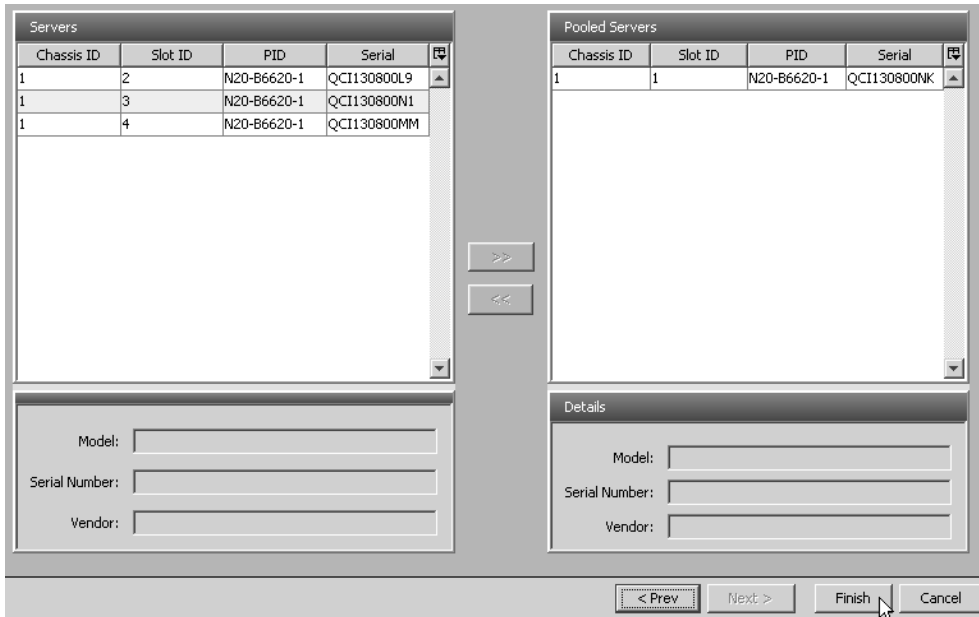 Servers
Chassis ID Slot ID PID Serial
1 2 N20-B6620-1 QCI130800L9
1 3 N20-B6620-1 QCI130800N1
1 4 N20-B6620-1 QCI130800MM
>>
<<
Pooled Servers
Chassis ID Slot ID PID Serial
1 1 N20-B6620-1 QCI130800NK
Model:
Serial Number:
Vendor:
Details
Model:
Serial Number:
Vendor:
< Prev Next > Finish Cancel